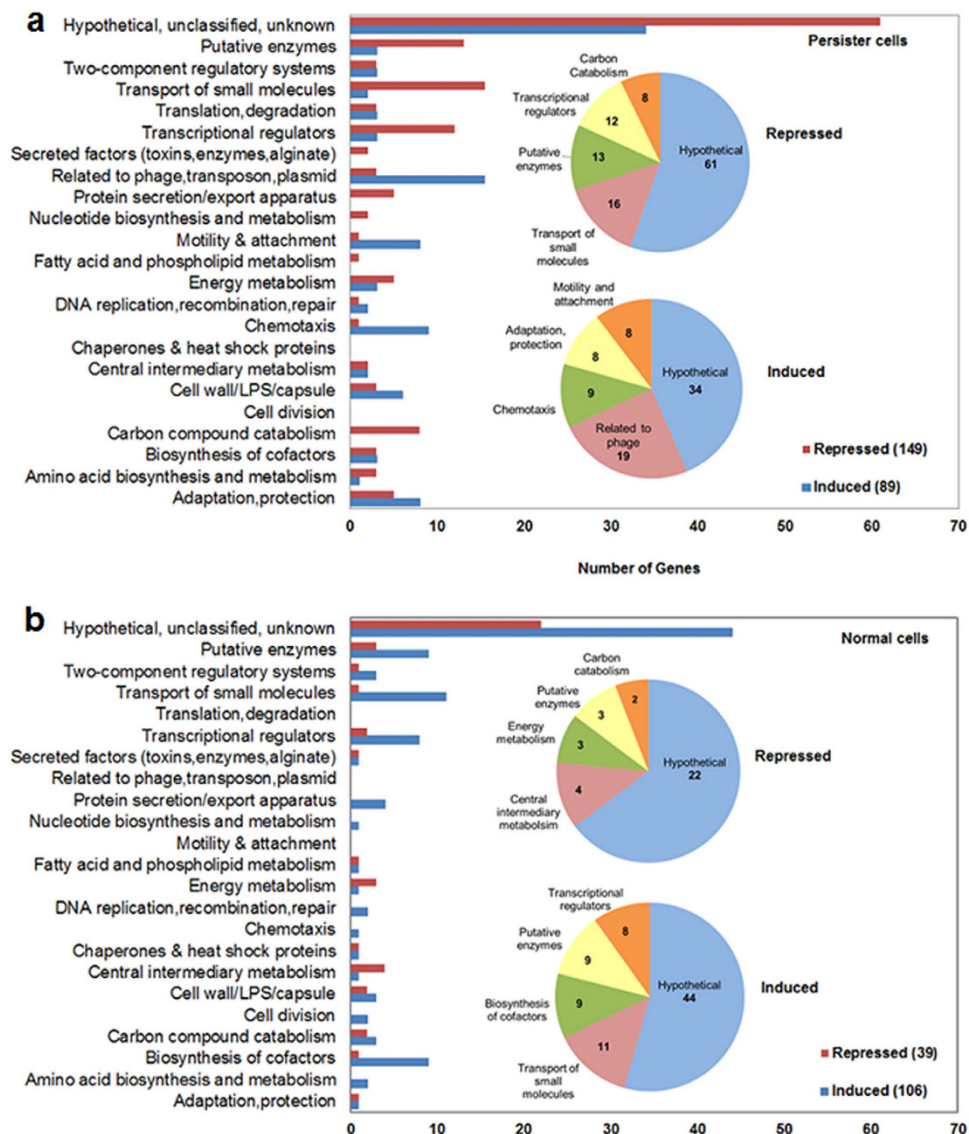 a
Hypothetical, unclassified, unknown
Putative enzymes
Two-component regulatory systems
Transport of small molecules
Translation,degradation
Transcriptional regulators
Secreted factors (toxins,enzymes,alginate)
Related to phage,transposon,plasmid
Protein secretion/export apparatus
Nucleotide biosynthesis and metabolism
Motility & attachment
Fatty acid and phospholipid metabolism
Energy metabolism
DNA replication,recombination,repair
Chemotaxis
Chaperones & heat shock proteins
Central intermediary metabolism
Cell wall/LPS/capsule
Cell division
Carbon compound catabolism
Biosynthesis of cofactors
Amino acid biosynthesis and metabolism
Adaptation,protection
Persister cells
Carbon
Catabolism
8
Transcriptional
regulators
12
Putative
enzymes
13
Hypothetical
61
16
Transport of
small
molecules
Repressed
Motility and
attachment
8
Adaptation,
protection
8
Chemotaxis
9
Hypothetical
34
Related to
phage
19
Induced
Repressed (149)
Induced (89)
0 10 20 30 40 50 60 70
Number of Genes
b
Hypothetical, unclassified, unknown
Putative enzymes
Two-component regulatory systems
Transport of small molecules
Translation,degradation
Transcriptional regulators
Secreted factors (toxins,enzymes,alginate)
Related to phage,transposon,plasmid
Protein secretion/export apparatus
Nucleotide biosynthesis and metabolism
Motility & attachment
Fatty acid and phospholipid metabolism
Energy metabolism
DNA replication,recombination,repair
Chemotaxis
Chaperones & heat shock proteins
Central intermediary metabolism
Cell wall/LPS/capsule
Cell division
Carbon compound catabolism
Biosynthesis of cofactors
Amino acid biosynthesis and metabolism
Adaptation,protection
Normal cells
Carbon
catabolism
2
Putative
enzymes
3
Energy
metabolism
3
Hypothetical
22
4
Central
intermediary
metabolsim
Repressed
Transcriptional
regulators
8
Putative
enzymes
9
Biosynthesis
of cofactors
9
Hypothetical
44
11
Transport of
small
molecules
Induced
Repressed (39)
Induced (106)
0 10 20 30 40 50 60 70